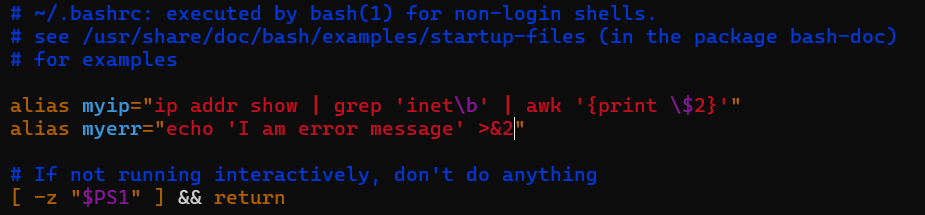 # ~/.bashrc: executed by bash(1) for non-login shells.
# see /usr/share/doc/bash/examples/startup-files (in the package bash-doc)
# for examples
alias myip="ip addr show | grep 'inet\b' | awk '{print \$2}'"
alias myerr="echo 'I am error message' >&2"
# If not running interactively, don't do anything
[ -z "$PS1" ] && return